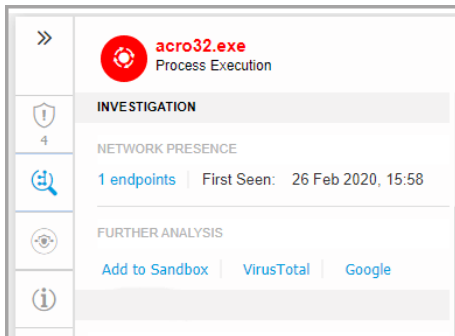 acro32.exe
Process Execution
INVESTIGATION
4
NETWORK PRESENCE
1 endpoints First Seen: 26 Feb 2020, 15:58
FURTHER ANALYSIS
Add to Sandbox VirusTotal Google